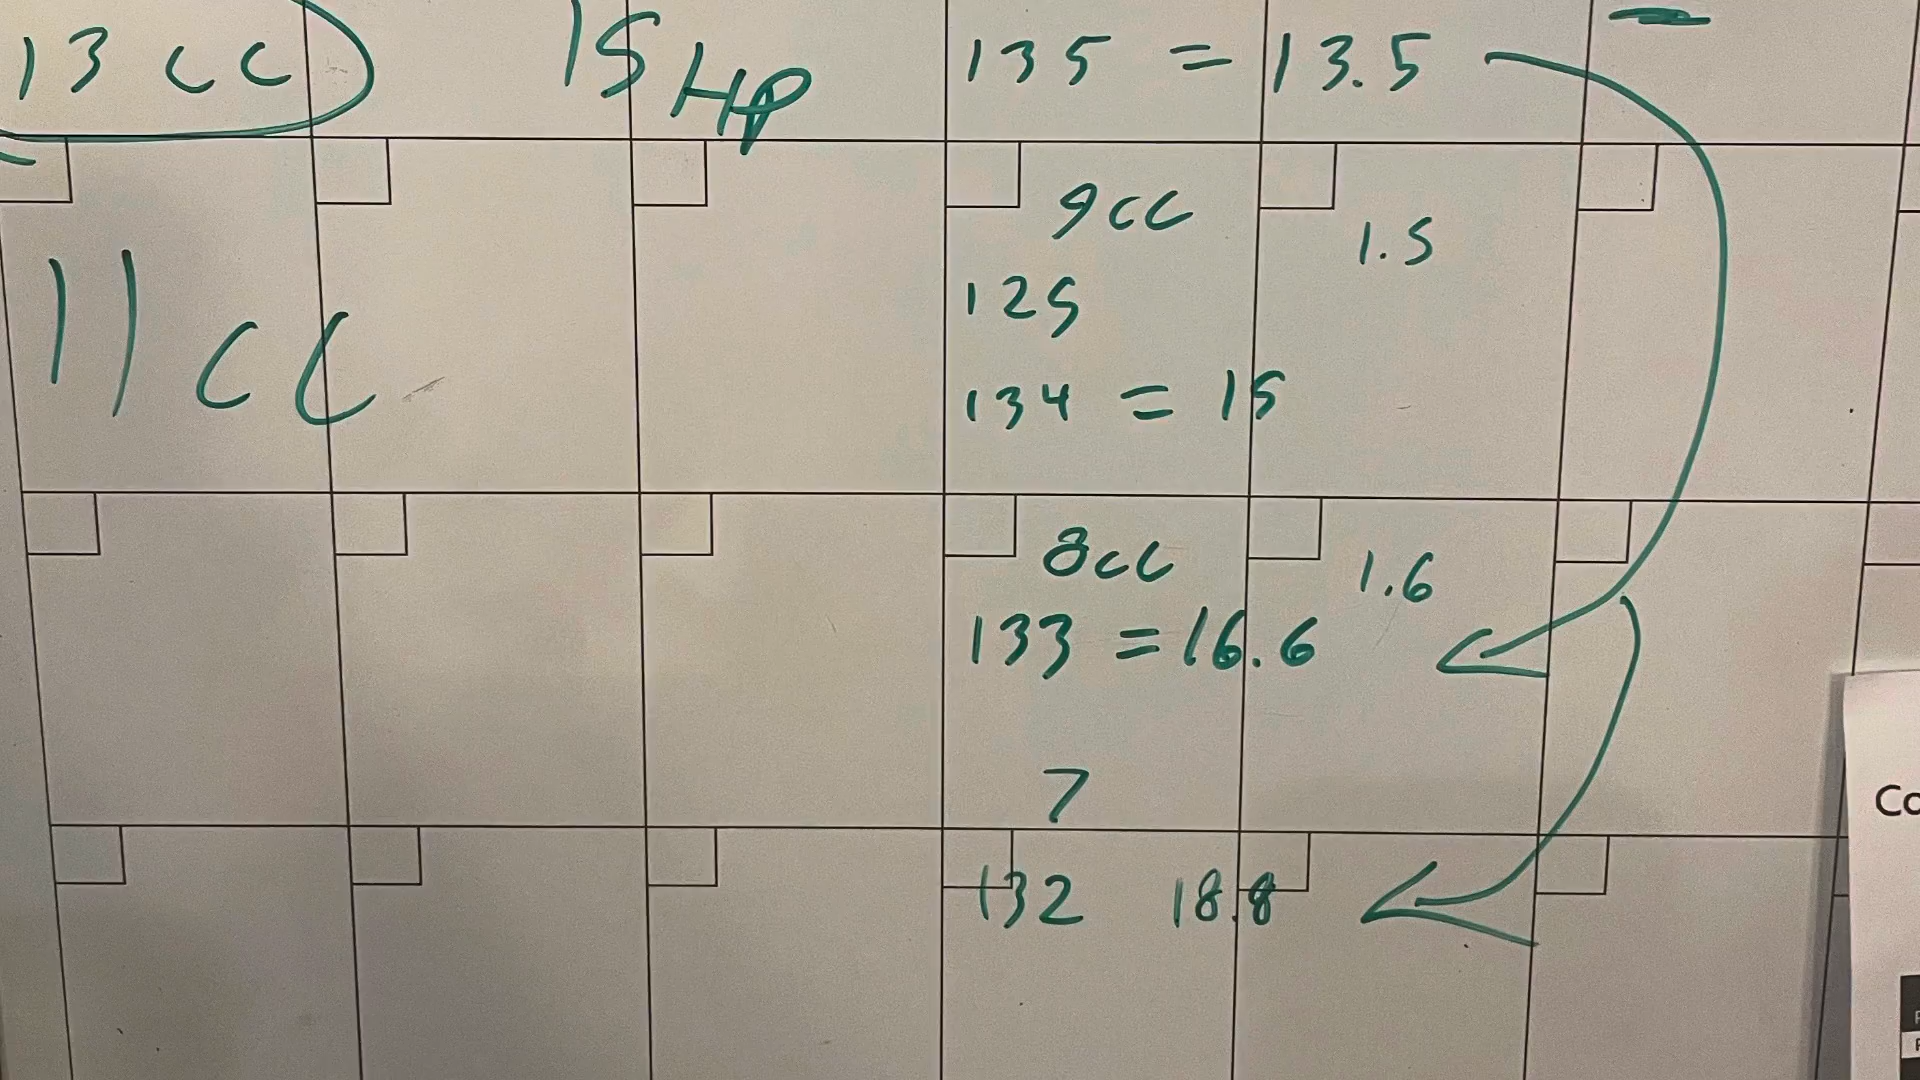 13 cc 15 HP 135 = 13.5
9cc 1.5
11 cc 125
134 = 15
8cc 1.6
133 = 16.6
7
132 18.8
Co